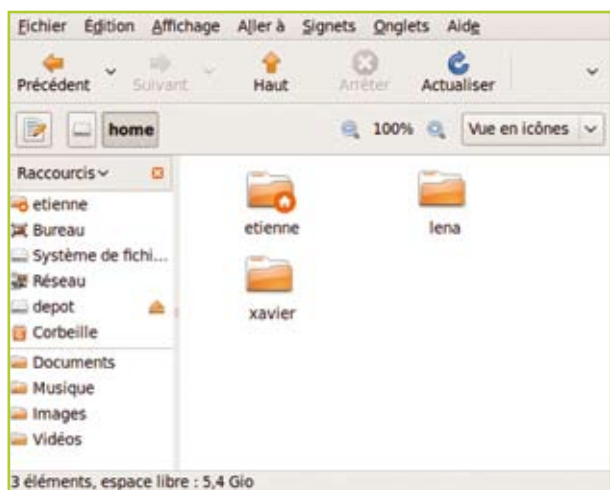 Fichier Édition Affichage Aller à Signets Onglets Aide
Précédent Suivant Haut Arrêter Actualiser
home 100% Vue en icônes
Raccourcis
etienne
Bureau
Système de fichi...
Réseau
depot
Corbeille
Documents
Musique
Images
Vidéos
etienne lena
xavier
3 éléments, espace libre : 5,4 Gio